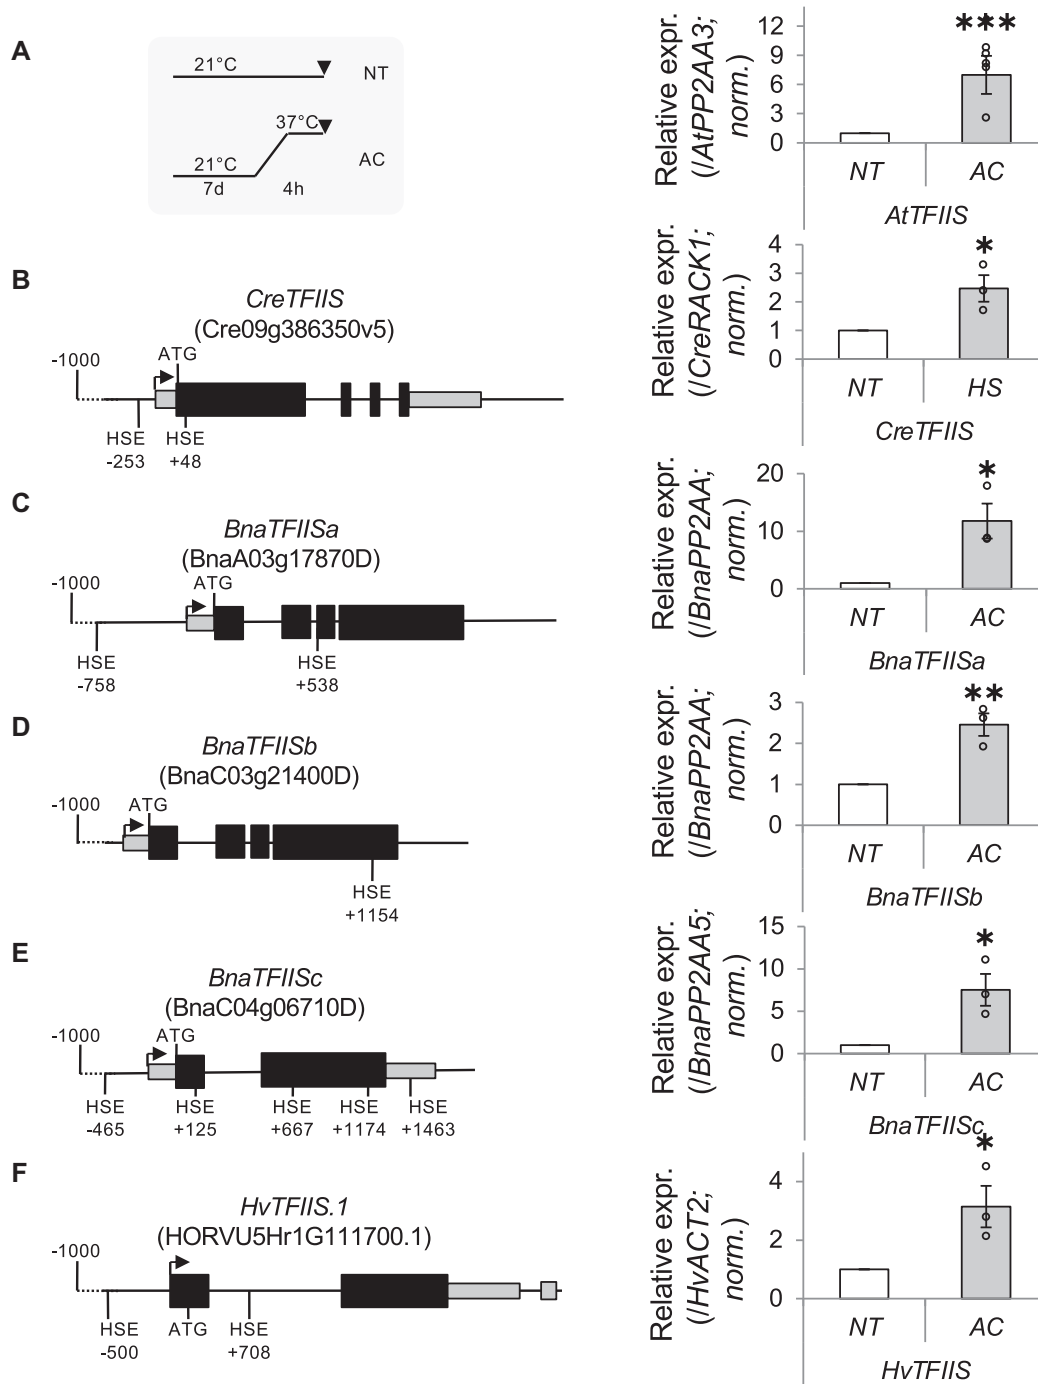 A
21°C
NT
37°C
21°C
AC
7d
4h
Relative expr.
(/AtPP2AA3;
norm.)
12
9
6
3
0
***
NT
AC
AtTFIIS
B
CreTFIIS
(Cre09g386350v5)
-1000
ATG
HSE
-253
HSE
+48
Relative expr.
(/CreRACK1;
norm.)
4
3
2
1
0
*
NT
HS
CreTFIIS
C
BnaTFIISa
(BnaA03g17870D)
-1000
ATG
HSE
-758
HSE
+538
Relative expr.
(/BnaPP2AA;
norm.)
20
10
0
*
NT
AC
BnaTFIISa
D
BnaTFIISb
(BnaC03g21400D)
-1000
ATG
HSE
+1154
Relative expr.
(/BnaPP2AA;
norm.)
3
2
1
0
**
NT
AC
BnaTFIISb
E
BnaTFIISc
(BnaC04g06710D)
-1000
ATG
HSE
-465
HSE
+125
HSE
+667
HSE
+1174
HSE
+1463
Relative expr.
(/BnaPP2AA5;
norm.)
15
10
5
0
*
NT
AC
BnaTFIISc
F
HvTFIIS.1
(HORVU5Hr1G111700.1)
-1000
HSE
-500
ATG
HSE
+708
Relative expr.
(/HvACT2;
norm.)
4
2
0
*
NT
AC
HvTFIIS